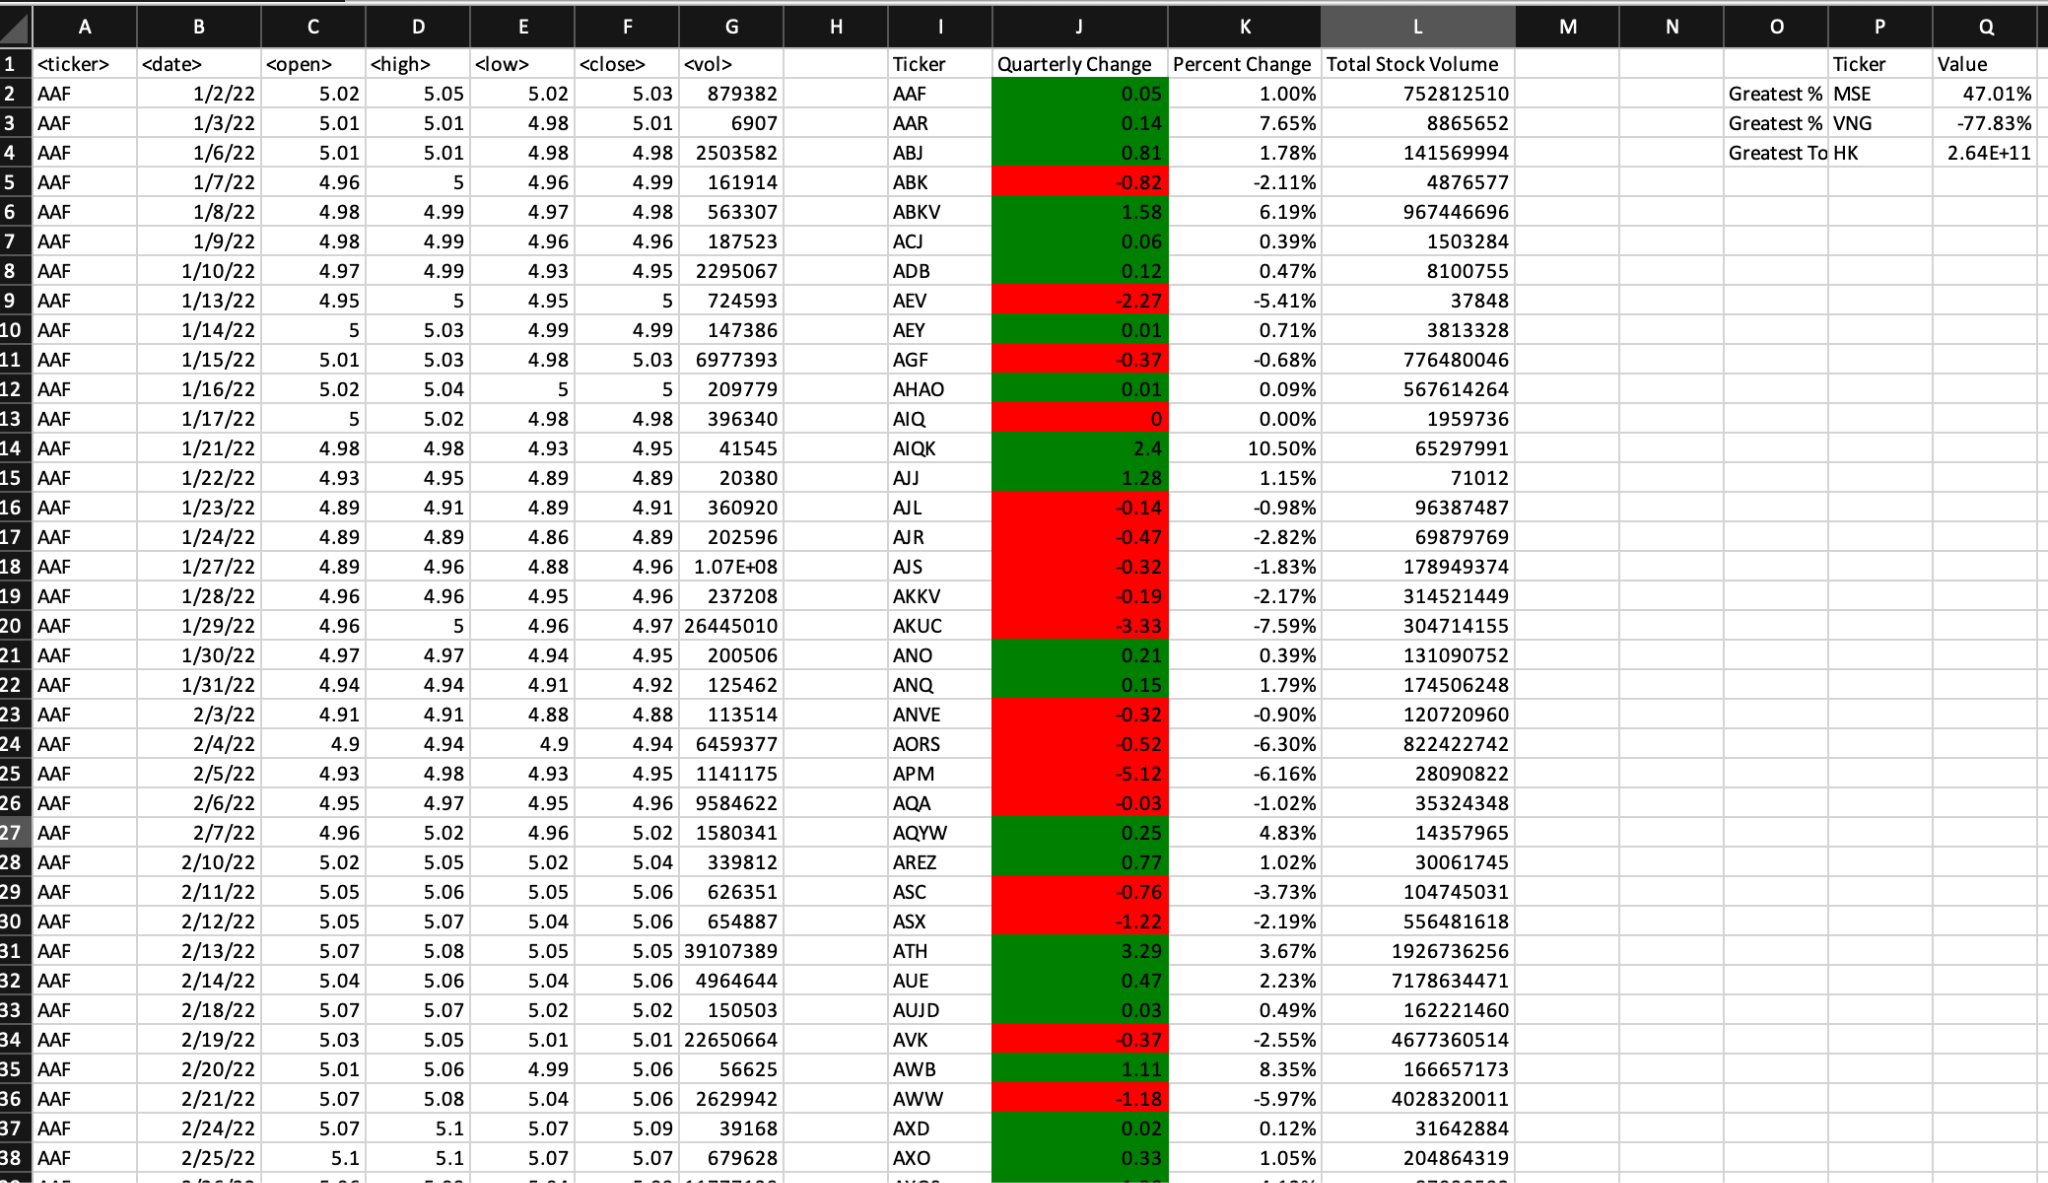 A B C D E F G H I J K L M N O P Q
1 <ticker> <date> <open> <high> <low> <close> <vol> Ticker Quarterly Change Percent Change Total Stock Volume Ticker Value
2 AAF 1/2/22 5.02 5.05 5.02 5.03 879382 AAF 0.05 1.00% 752812510 Greatest % MSE 47.01%
3 AAF 1/3/22 5.01 5.01 4.98 5.01 6907 AAR 0.14 7.65% 8865652 Greatest % VNG -77.83%
4 AAF 1/6/22 5.01 5.01 4.98 4.98 2503582 ABJ 0.81 1.78% 141569994 Greatest To HK 2.64E+11
5 AAF 1/7/22 4.96 5 4.96 4.99 161914 ABK -0.82 -2.11% 4876577
6 AAF 1/8/22 4.98 4.99 4.97 4.98 563307 ABKV 1.58 6.19% 967446696
7 AAF 1/9/22 4.98 4.99 4.96 4.96 187523 ACJ 0.06 0.39% 1503284
8 AAF 1/10/22 4.97 4.99 4.93 4.95 2295067 ADB 0.12 0.47% 8100755
9 AAF 1/13/22 4.95 5 4.95 5 724593 AEV -2.27 -5.41% 37848
10 AAF 1/14/22 5 5.03 4.99 4.99 147386 AEY 0.01 0.71% 3813328
11 AAF 1/15/22 5.01 5.03 4.98 5.03 6977393 AGF -0.37 -0.68% 776480046
12 AAF 1/16/22 5.02 5.04 5 5 209779 AHAO 0.01 0.09% 567614264
13 AAF 1/17/22 5 5.02 4.98 4.98 396340 AIQ 0 0.00% 1959736
14 AAF 1/21/22 4.98 4.98 4.93 4.95 41545 AIQK 2.4 10.50% 65297991
15 AAF 1/22/22 4.93 4.95 4.89 4.89 20380 AJJ 1.28 1.15% 71012
16 AAF 1/23/22 4.89 4.91 4.89 4.91 360920 AJL -0.14 -0.98% 96387487
17 AAF 1/24/22 4.89 4.89 4.86 4.89 202596 AJR -0.47 -2.82% 69879769
18 AAF 1/27/22 4.89 4.96 4.88 4.96 1.07E+08 AJS -0.32 -1.83% 178949374
19 AAF 1/28/22 4.96 4.96 4.95 4.96 237208 AKKV -0.19 -2.17% 314521449
20 AAF 1/29/22 4.96 5 4.96 4.97 26445010 AKUC -3.33 -7.59% 304714155
21 AAF 1/30/22 4.97 4.97 4.94 4.95 200506 ANO 0.21 0.39% 131090752
22 AAF 1/31/22 4.94 4.94 4.91 4.92 125462 ANQ 0.15 1.79% 174506248
23 AAF 2/3/22 4.91 4.91 4.88 4.88 113514 ANVE -0.32 -0.90% 120720960
24 AAF 2/4/22 4.9 4.94 4.9 4.94 6459377 AORS -0.52 -6.30% 822422742
25 AAF 2/5/22 4.93 4.98 4.93 4.95 1141175 APM -5.12 -6.16% 28090822
26 AAF 2/6/22 4.95 4.97 4.95 4.96 9584622 AQA -0.03 -1.02% 35324348
27 AAF 2/7/22 4.96 5.02 4.96 5.02 1580341 AQYW 0.25 4.83% 14357965
28 AAF 2/10/22 5.02 5.05 5.02 5.04 339812 AREZ 0.77 1.02% 30061745
29 AAF 2/11/22 5.05 5.06 5.05 5.06 626351 ASC -0.76 -3.73% 104745031
30 AAF 2/12/22 5.05 5.07 5.04 5.06 654887 ASX -1.22 -2.19% 556481618
31 AAF 2/13/22 5.07 5.08 5.05 5.05 39107389 ATH 3.29 3.67% 1926736256
32 AAF 2/14/22 5.04 5.06 5.04 5.06 4964644 AUE 0.47 2.23% 7178634471
33 AAF 2/18/22 5.07 5.07 5.02 5.02 150503 AUJD 0.03 0.49% 162221460
34 AAF 2/19/22 5.03 5.05 5.01 5.01 22650664 AVK -0.37 -2.55% 4677360514
35 AAF 2/20/22 5.01 5.06 4.99 5.06 56625 AWB 1.11 8.35% 166657173
36 AAF 2/21/22 5.07 5.08 5.04 5.06 2629942 AWW -1.18 -5.97% 4028320011
37 AAF 2/24/22 5.07 5.1 5.07 5.09 39168 AXD 0.02 0.12% 31642884
38 AAF 2/25/22 5.1 5.1 5.07 5.07 679628 AXO 0.33 1.05% 204864319